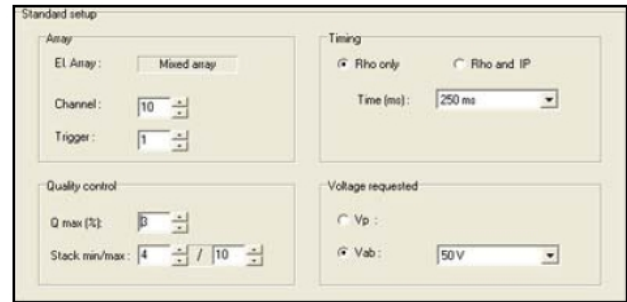 Standard setup
Array
El. Array : Mixed array
Channel : 10
Trigger : 1
Timing
Rho only Rho and IP
Time (ms) : 250 ms
Quality control
Q max (%): 3
Stack min/max : 4 / 10
Voltage requested
Vp :
Vab : 50 V